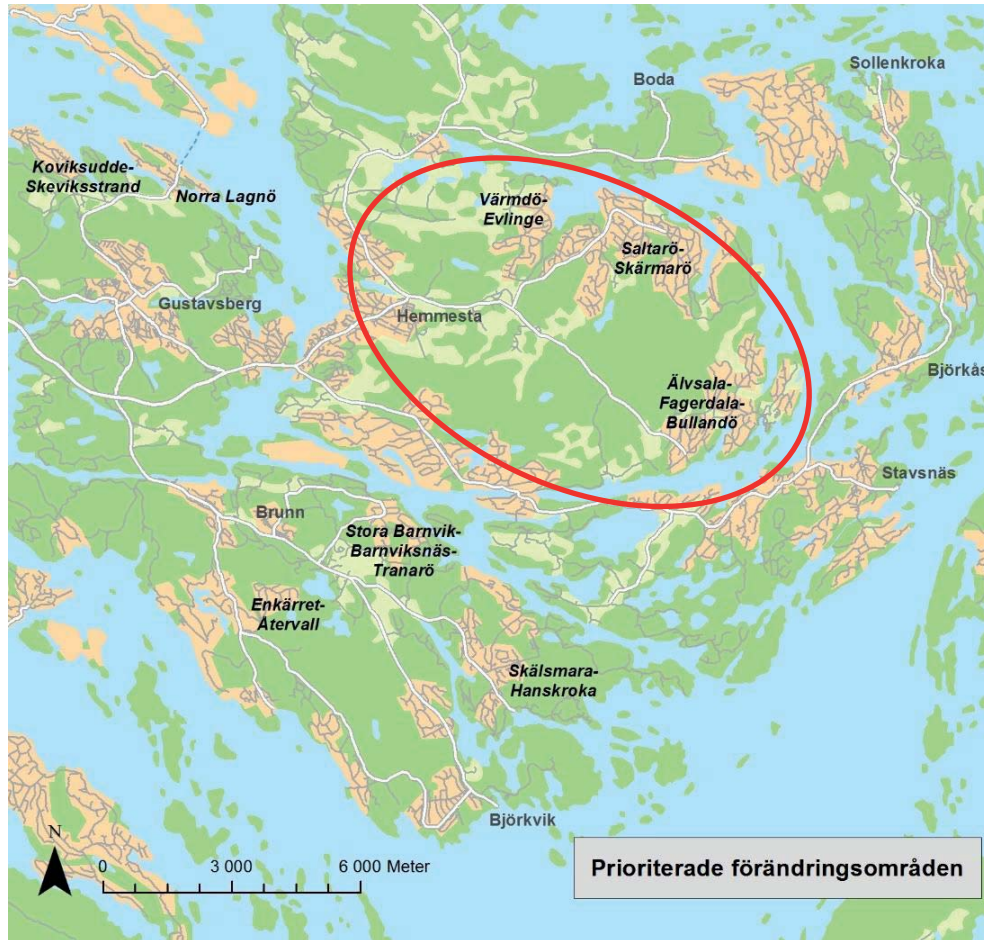 Sollenkroka
Boda
Koviksudde-
Skeviksstrand
Norra Lagnö
Värmdö-
Evlinge
Saltarö-
Skärmarö
Gustavsberg
Hemmesta
Björkås
Älvsala-
Fagerdala-
Bullandö
Stavsnäs
Brunn
Stora Barnvik-
Barnviksnäs-
Tranarö
Enkärret-
Återvall
Skälsmara-
Hanskroka
Björkvik
N
0 3 000 6 000 Meter
Prioriterade förändringsområden